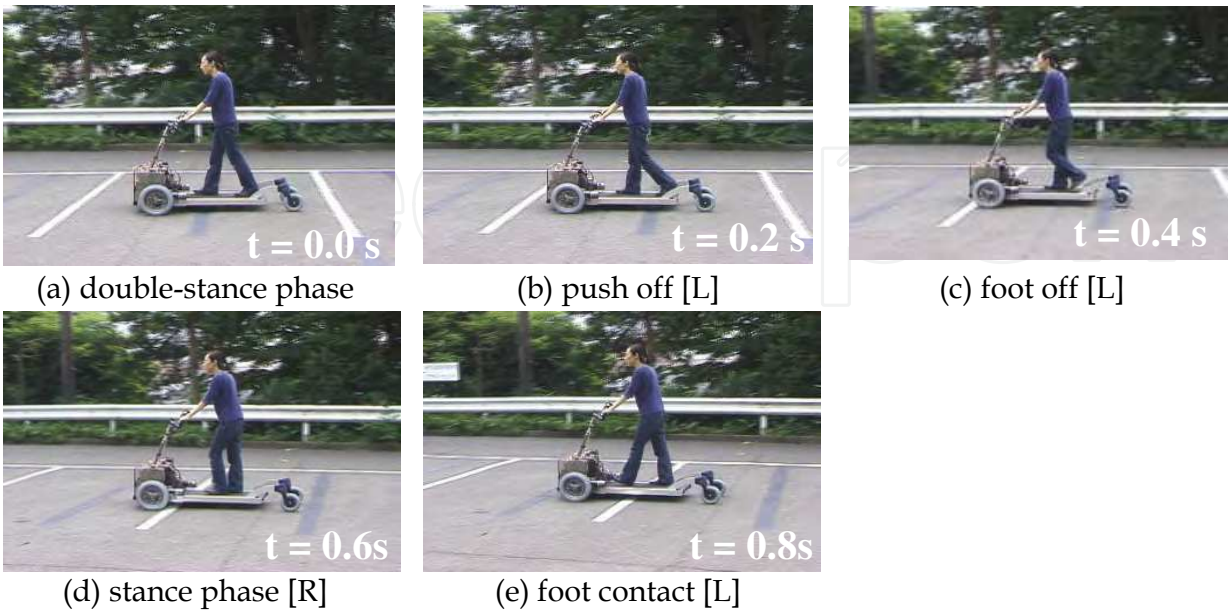 t = 0.0 s
(a) double-stance phase
t = 0.2 s
(b) push off [L]
t = 0.4 s
(c) foot off [L]
t = 0.6s
(d) stance phase [R]
t = 0.8s
(e) foot contact [L]